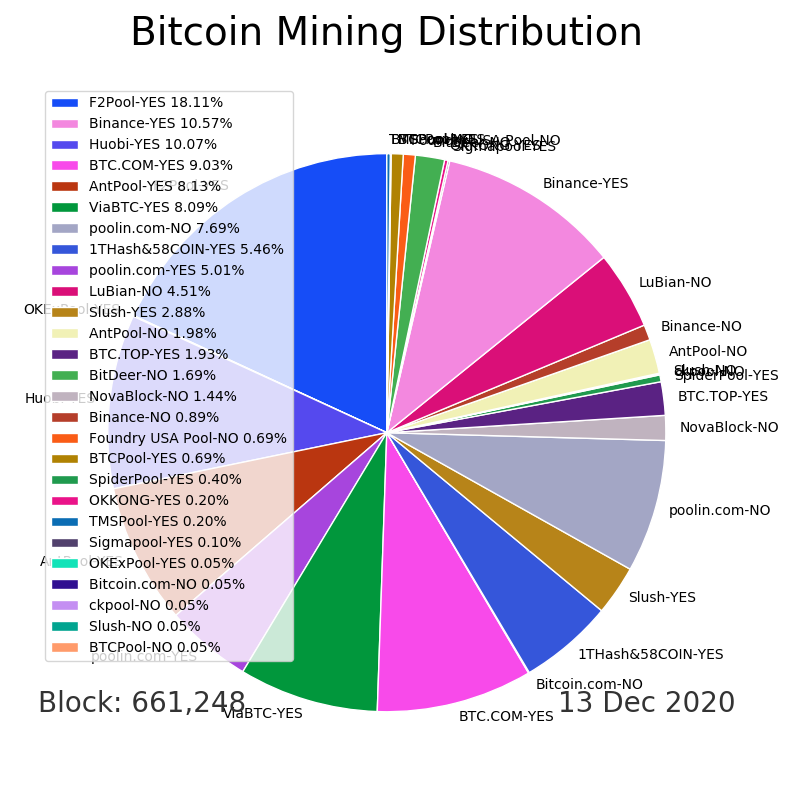 Bitcoin Mining Distribution
F2Pool-YES 18.11%
Binance-YES 10.57%
Huobi-YES 10.07%
BTC.COM-YES 9.03%
AntPool-YES 8.13%
ViaBTC-YES 8.09%
poolin.com-NO 7.69%
1THash&58COIN-YES 5.46%
poolin.com-YES 5.01%
LuBian-NO 4.51%
Slush-YES 2.88%
AntPool-NO 1.98%
BTC.TOP-YES 1.93%
BitDeer-NO 1.69%
NovaBlock-NO 1.44%
Binance-NO 0.89%
Foundry USA Pool-NO 0.69%
BTCPool-YES 0.69%
SpiderPool-YES 0.40%
OKKONG-YES 0.20%
TMSPool-YES 0.20%
Sigmapool-YES 0.10%
OKExPool-YES 0.05%
Bitcoin.com-NO 0.05%
ckpool-NO 0.05%
Slush-NO 0.05%
BTCPool-NO 0.05%
Sigmapool-YES
Binance-YES
LuBian-NO
Binance-NO
AntPool-NO
Slush-NO
SpiderPool-YES
BTC.TOP-YES
NovaBlock-NO
poolin.com-NO
Slush-YES
1THash&58COIN-YES
Bitcoin.com-NO
BTC.COM-YES
ViaBTC-YES
poolin.com-YES
Block: 661,248
13 Dec 2020